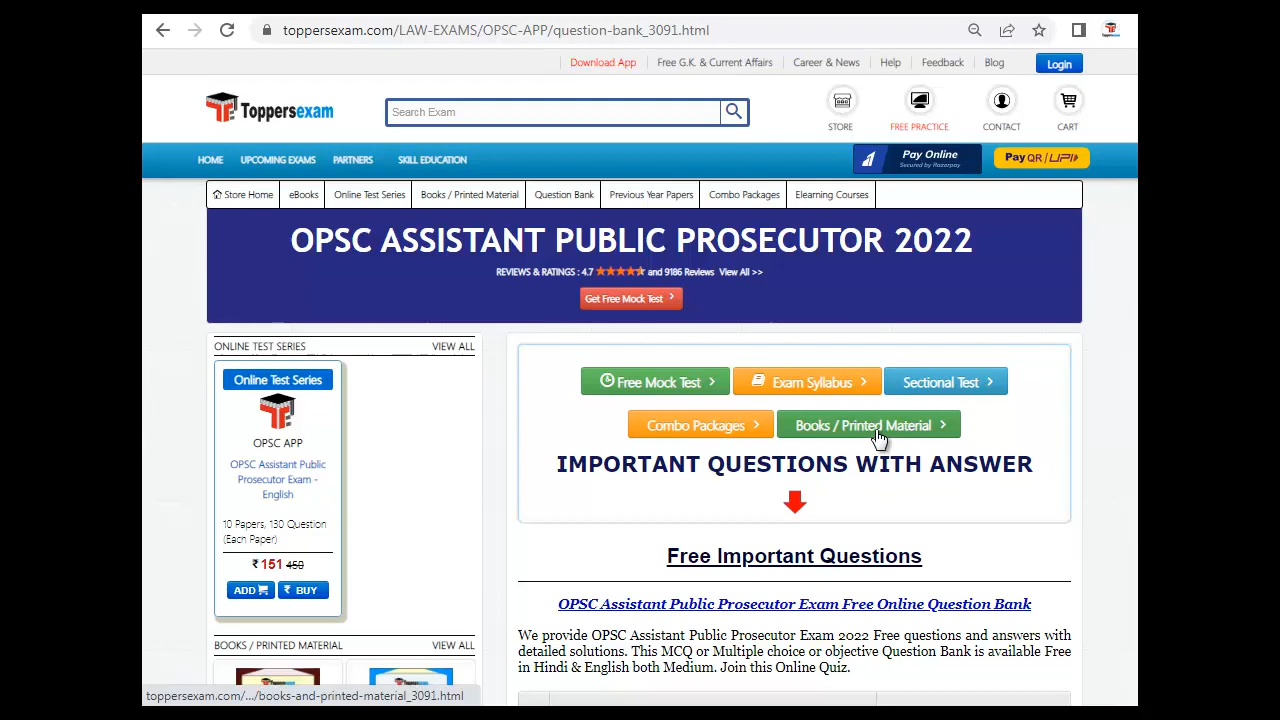 toppersexam.com/LAW-EXAMS/OPSC-APP/question-bank_3091.html
Download App Free G.K. & Current Affairs Career & News Help Feedback Blog Login
Toppersexam
Search Exam
STORE FREE PRACTICE CONTACT CART
HOME UPCOMING EXAMS PARTNERS SKILL EDUCATION
Pay Online
Secured by Razorpay
Pay QR / UPI
Store Home eBooks Online Test Series Books / Printed Material Question Bank Previous Year Papers Combo Packages Elearning Courses
OPSC ASSISTANT PUBLIC PROSECUTOR 2022
REVIEWS & RATINGS : 4.7 and 9186 Reviews View All >>
Get Free Mock Test
ONLINE TEST SERIES VIEW ALL
Online Test Series
OPSC APP
OPSC Assistant Public
Prosecutor Exam -
English
10 Papers, 130 Question
(Each Paper)
₹ 151 450
ADD ₹ BUY
BOOKS / PRINTED MATERIAL VIEW ALL
Toppersexam Toppersexam
Free Mock Test Exam Syllabus Sectional Test
Combo Packages Books / Printed Material
IMPORTANT QUESTIONS WITH ANSWER
Free Important Questions
OPSC Assistant Public Prosecutor Exam Free Online Question Bank
We provide OPSC Assistant Public Prosecutor Exam 2022 Free questions and answers with
detailed solutions. This MCQ or Multiple choice or objective Question Bank is available Free
in Hindi & English both Medium. Join this Online Quiz.
toppersexam.com/.../books-and-printed-material_3091.html